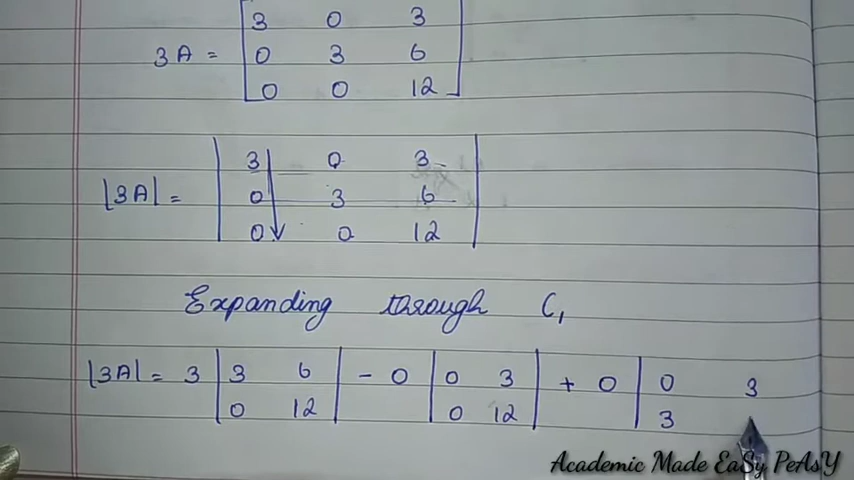 3A = [ 3 0 3
0 3 6
0 0 12 ]
|3A| = | 3 0 3 |
| 0 3 6 |
| 0 0 12 |
Expanding through C₁
|3A| = 3 | 3 6 | - 0 | 0 3 | + 0 | 0 3
| 0 12 | | 0 12 | | 3
Academic Made EaSy PeAsY